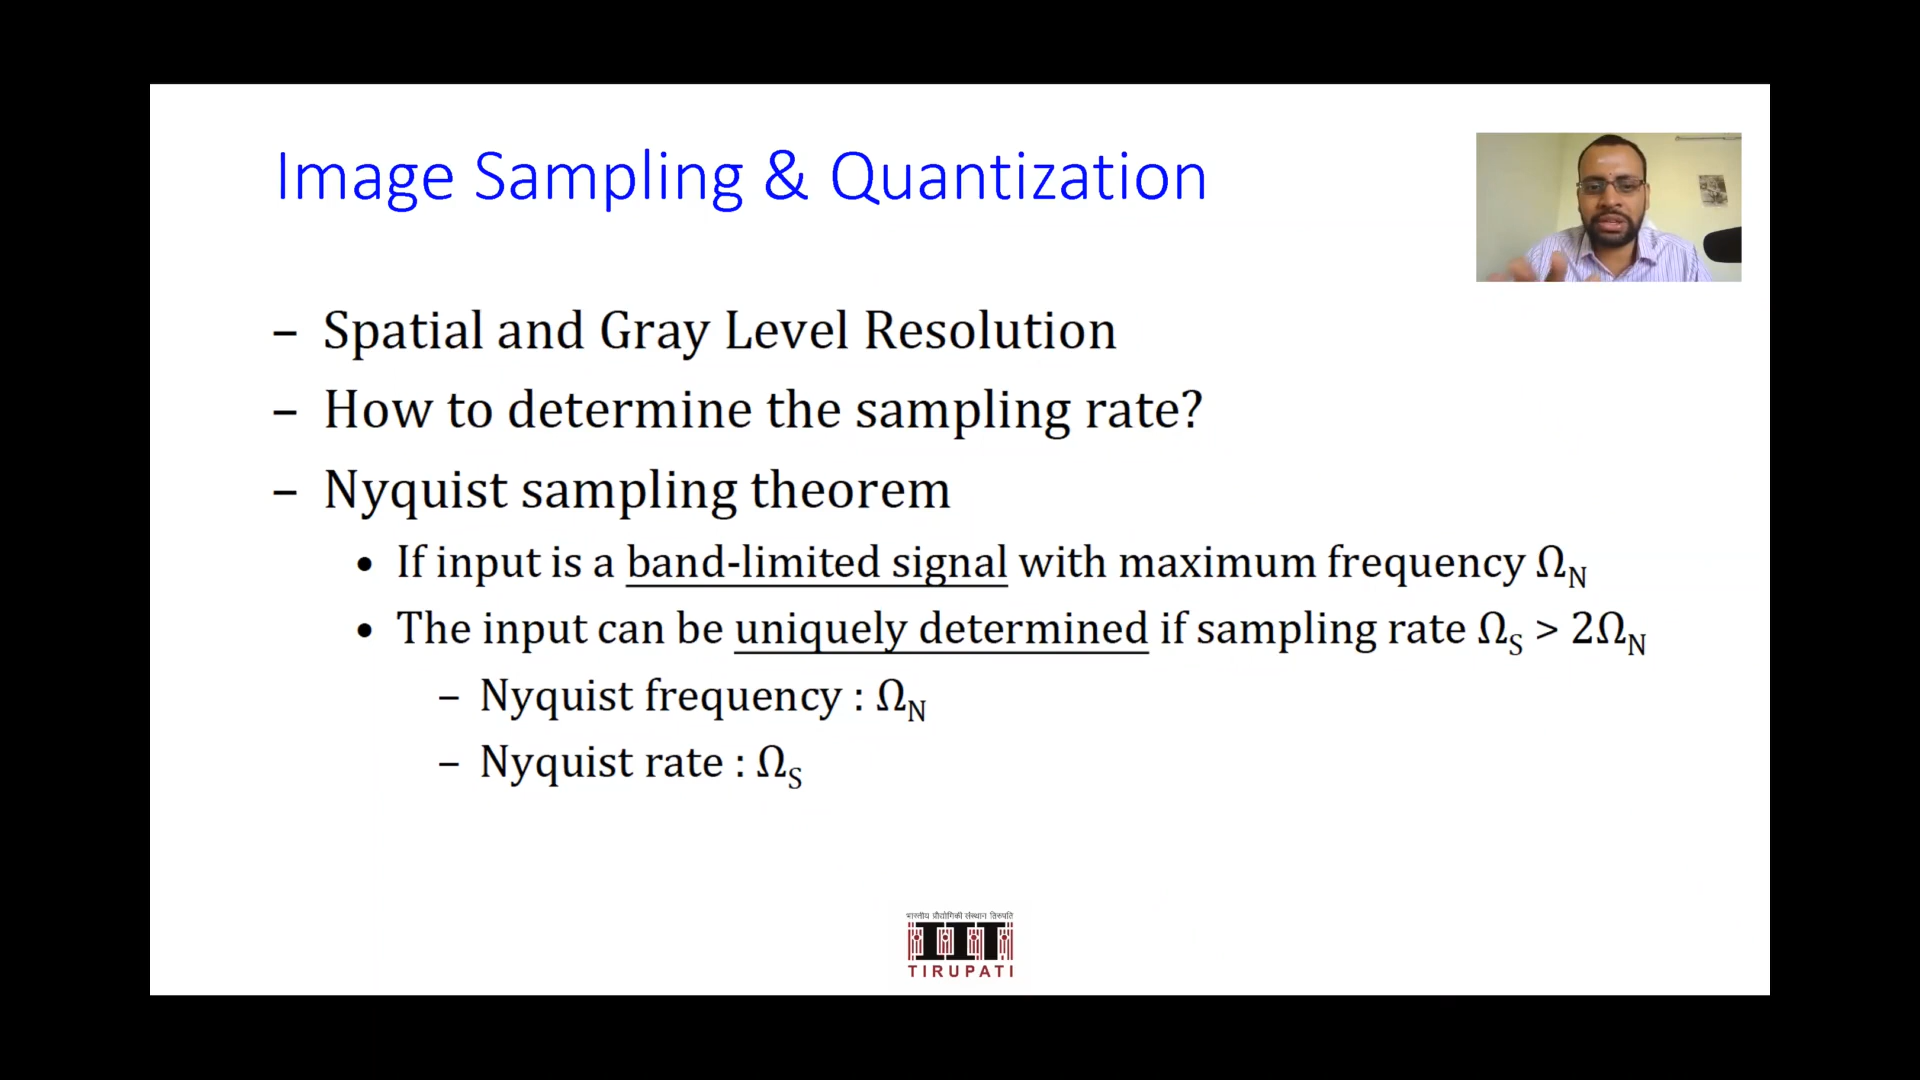 Image Sampling & Quantization
– Spatial and Gray Level Resolution
– How to determine the sampling rate?
– Nyquist sampling theorem
• If input is a band-limited signal with maximum frequency Ω_N
• The input can be uniquely determined if sampling rate Ω_S > 2Ω_N
– Nyquist frequency : Ω_N
– Nyquist rate : Ω_S
भारतीय प्रौद्योगिकी संस्थान तिरुपति
TIRUPATI